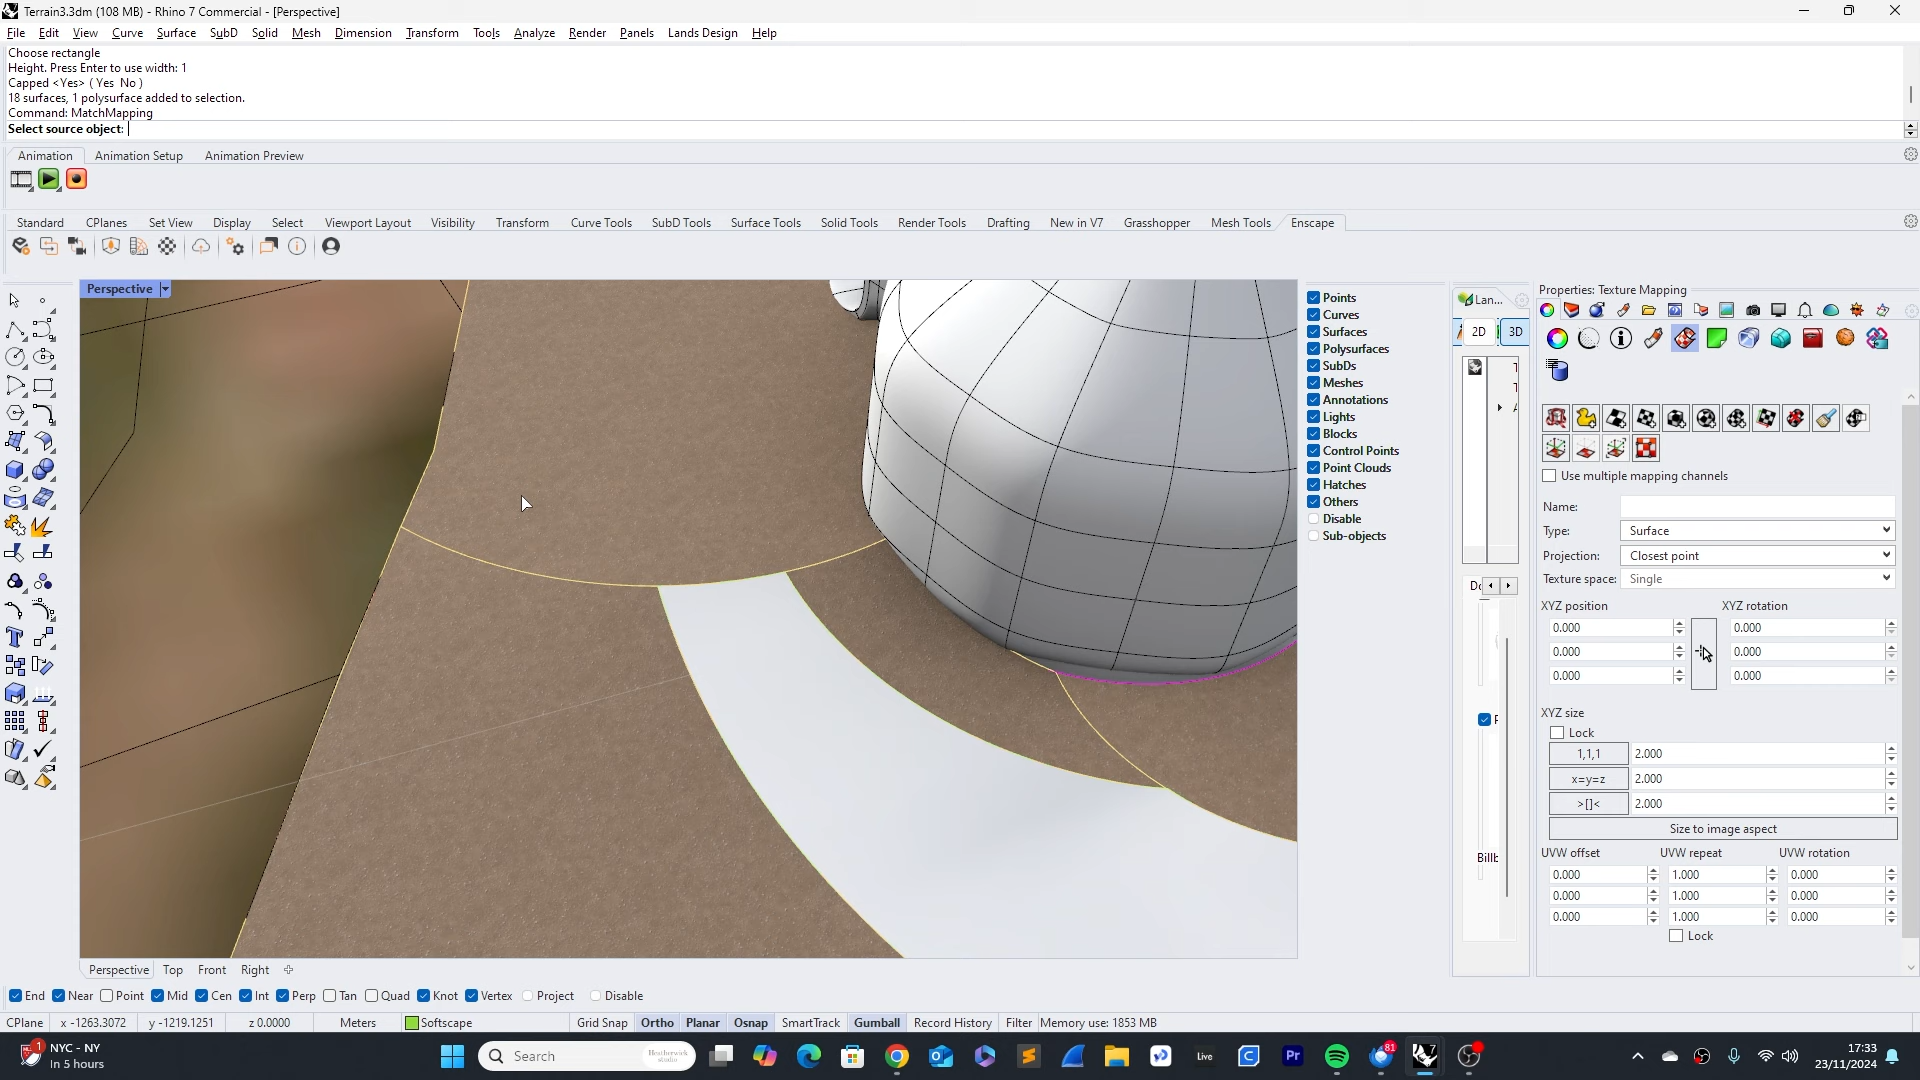 Terrain3.3dm (108 MB) - Rhino 7 Commercial - [Perspective]
File Edit View Curve Surface SubD Solid Mesh Dimension Transform Tools Analyze Render Panels Lands Design Help
Choose rectangle
Height. Press Enter to use width: 1
Capped <Yes> ( Yes No )
18 surfaces, 1 polysurface added to selection.
Command: MatchMapping
Select source object:
Animation Animation Setup Animation Preview
Standard CPlanes Set View Display Select Viewport Layout Visibility Transform Curve Tools SubD Tools Surface Tools Solid Tools Render Tools Drafting New in V7 Grasshopper Mesh Tools Enscape
Perspective
Points
Curves
Surfaces
Polysurfaces
SubDs
Meshes
Annotations
Lights
Blocks
Control Points
Point Clouds
Hatches
Others
Disable
Sub-objects
Lan...
2D 3D
Billb
Properties: Texture Mapping
Use multiple mapping channels
Name:
Type: Surface
Projection: Closest point
Texture space: Single
XYZ position XYZ rotation
0.000 0.000
0.000 0.000
0.000 0.000
XYZ size
Lock
1,1,1 2.000
x=y=z 2.000
>[]< 2.000
Size to image aspect
UVW offset UVW repeat UVW rotation
0.000 1.000 0.000
0.000 1.000 0.000
0.000 1.000 0.000
Lock
Perspective Top Front Right
End Near Point Mid Cen Int Perp Tan Quad Knot Vertex Project Disable
CPlane x -1263.3072 y -1219.1251 z 0.0000 Meters Softscape Grid Snap Ortho Planar Osnap SmartTrack Gumball Record History Filter Memory use: 1853 MB
1 NYC - NY
In 5 hours
Search
Heatherwick studio
Live
Pr
81
17:33
23/11/2024